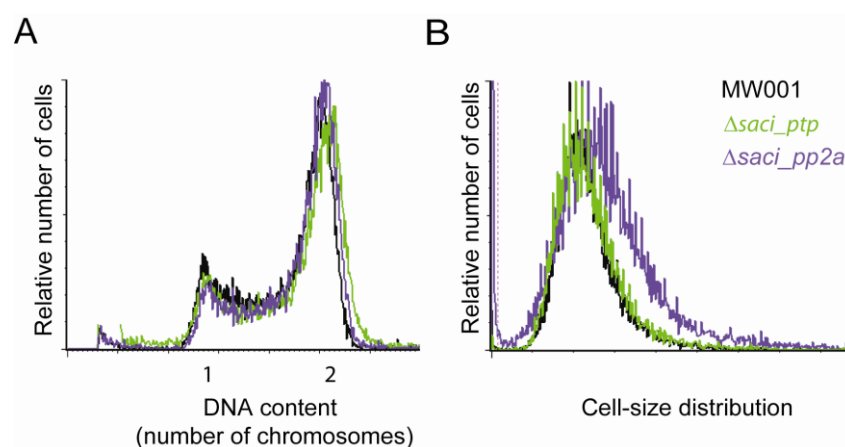 A
Relative number of cells
1 2
DNA content
(number of chromosomes)
B
Relative number of cells
MW001
Δsaci_ptp
Δsaci_pp2a
Cell-size distribution